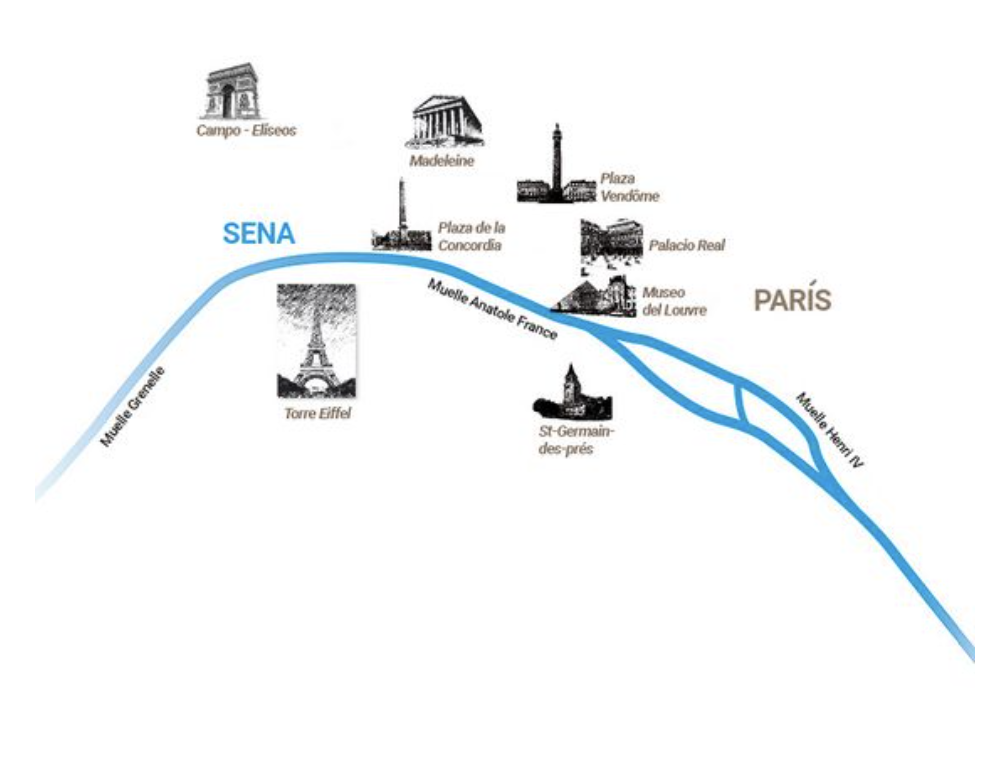 Campo - Elíseos
Madeleine
Plaza
Vendôme
SENA
Plaza de la
Concordia
Palacio Real
Muelle Anatole France
Museo
del Louvre
PARÍS
Muelle Grenelle
Torre Eiffel
St-Germain-
des-prés
Muelle Henri IV